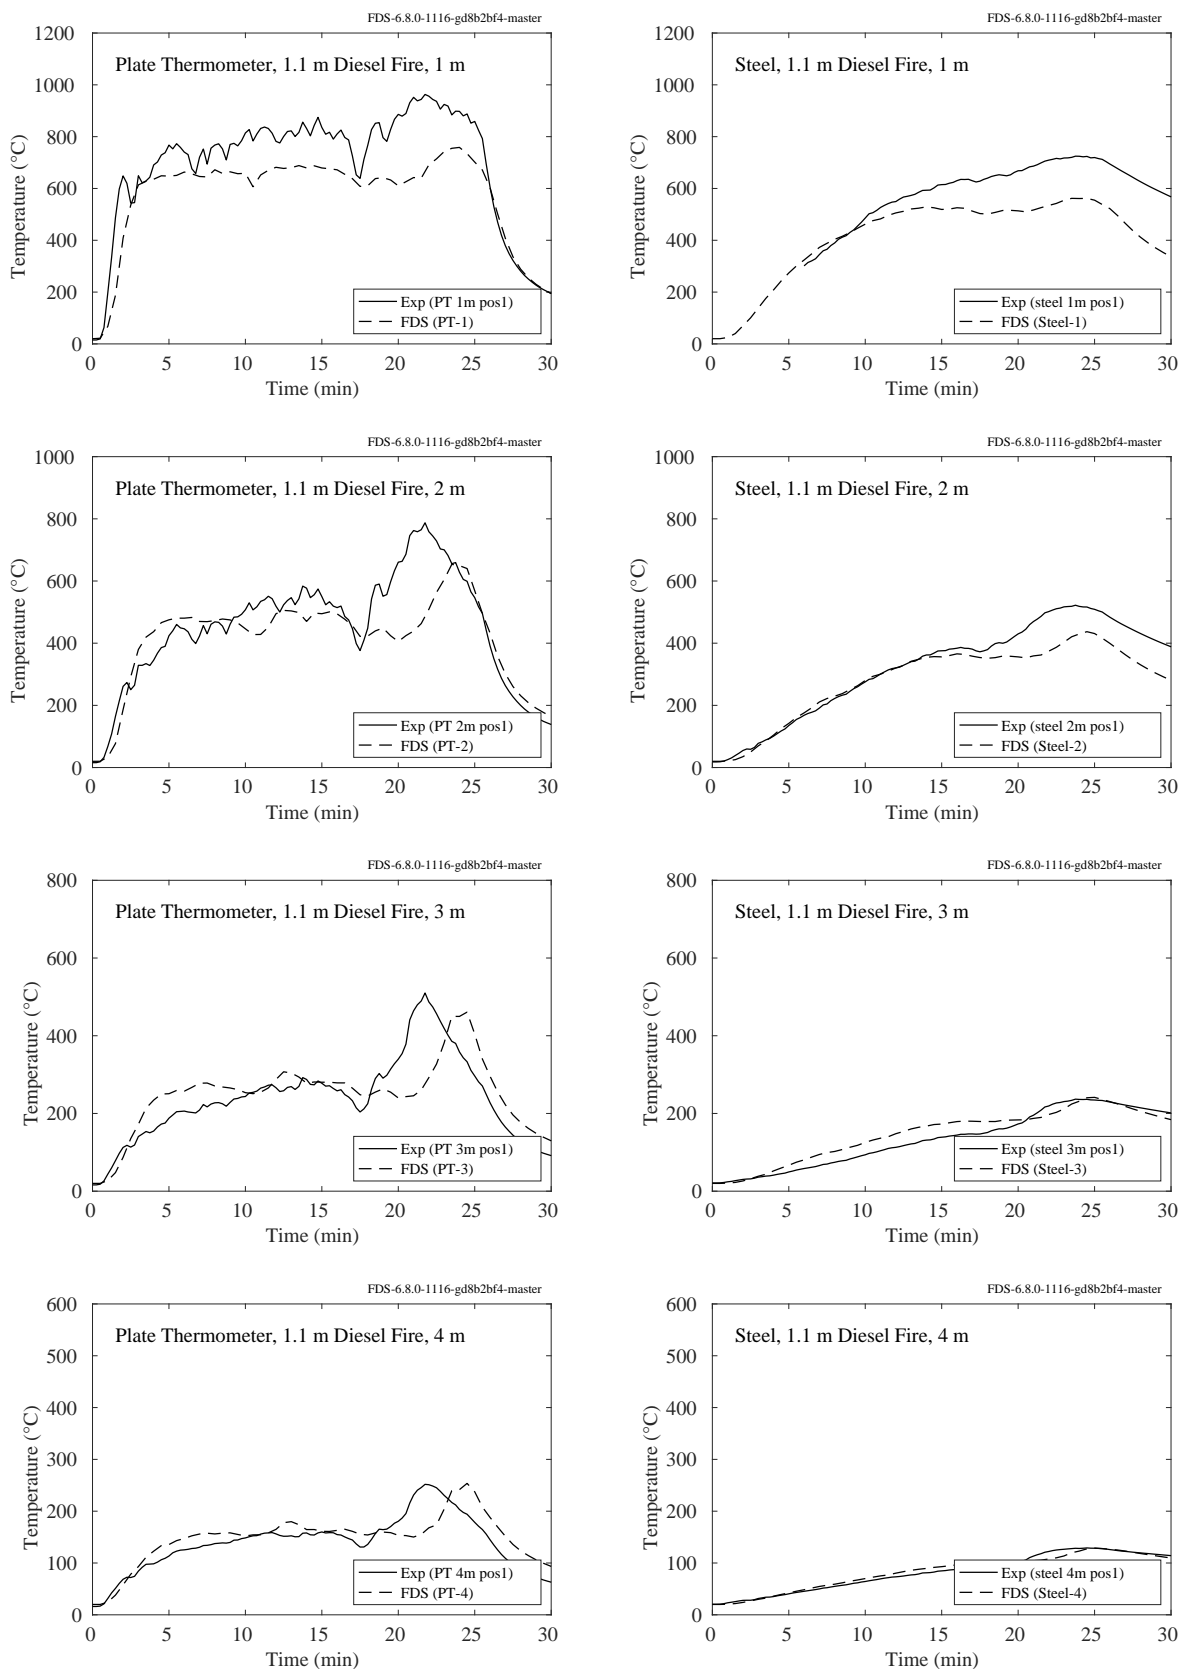 FDS-6.8.0-1116-gd8b2bf4-master
Plate Thermometer, 1.1 m Diesel Fire, 1 m
Temperature (°C)
1200
1000
800
600
400
200
0
Exp (PT 1m pos1)
FDS (PT-1)
0 5 10 15 20 25 30
Time (min)
FDS-6.8.0-1116-gd8b2bf4-master
Steel, 1.1 m Diesel Fire, 1 m
Temperature (°C)
1200
1000
800
600
400
200
0
Exp (steel 1m pos1)
FDS (Steel-1)
0 5 10 15 20 25 30
Time (min)
FDS-6.8.0-1116-gd8b2bf4-master
Plate Thermometer, 1.1 m Diesel Fire, 2 m
Temperature (°C)
1000
800
600
400
200
0
Exp (PT 2m pos1)
FDS (PT-2)
0 5 10 15 20 25 30
Time (min)
FDS-6.8.0-1116-gd8b2bf4-master
Steel, 1.1 m Diesel Fire, 2 m
Temperature (°C)
1000
800
600
400
200
0
Exp (steel 2m pos1)
FDS (Steel-2)
0 5 10 15 20 25 30
Time (min)
FDS-6.8.0-1116-gd8b2bf4-master
Plate Thermometer, 1.1 m Diesel Fire, 3 m
Temperature (°C)
800
600
400
200
0
Exp (PT 3m pos1)
FDS (PT-3)
0 5 10 15 20 25 30
Time (min)
FDS-6.8.0-1116-gd8b2bf4-master
Steel, 1.1 m Diesel Fire, 3 m
Temperature (°C)
800
600
400
200
0
Exp (steel 3m pos1)
FDS (Steel-3)
0 5 10 15 20 25 30
Time (min)
FDS-6.8.0-1116-gd8b2bf4-master
Plate Thermometer, 1.1 m Diesel Fire, 4 m
Temperature (°C)
600
500
400
300
200
100
0
Exp (PT 4m pos1)
FDS (PT-4)
0 5 10 15 20 25 30
Time (min)
FDS-6.8.0-1116-gd8b2bf4-master
Steel, 1.1 m Diesel Fire, 4 m
Temperature (°C)
600
500
400
300
200
100
0
Exp (steel 4m pos1)
FDS (Steel-4)
0 5 10 15 20 25 30
Time (min)